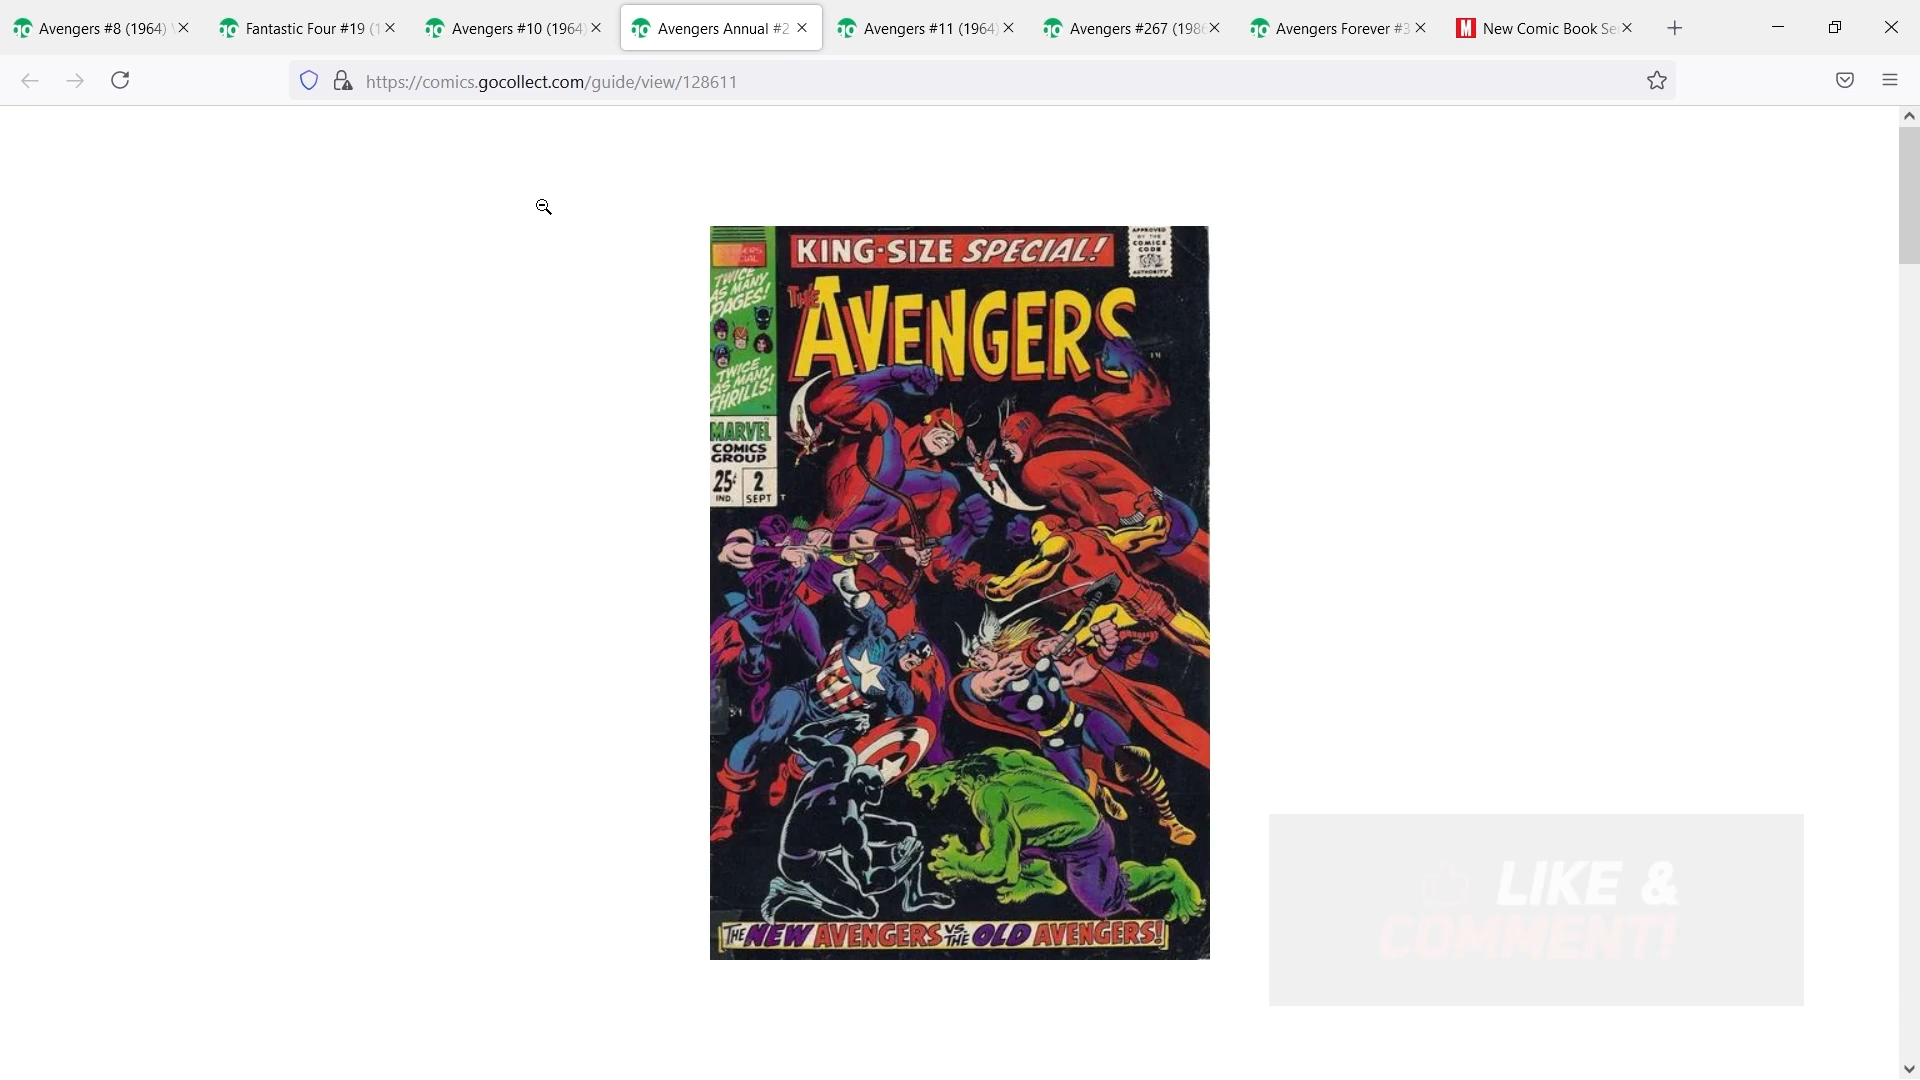 Avengers #8 (1964)
Fantastic Four #19 (1
Avengers #10 (1964)
Avengers Annual #2
Avengers #11 (1964)
Avengers #267 (1986
Avengers Forever #3
M New Comic Book Se
https://comics.gocollect.com/guide/view/128611
KING-SIZE SPECIAL!
APPROVED
BY THE
COMICS
CODE
AUTHORITY
TWICE
AS MANY
PAGES!
THE
AVENGERS
TWICE
AS MANY
THRILLS!
MARVEL
COMICS
GROUP
25¢ 2
IND. SEPT
THE NEW AVENGERS VS. THE OLD AVENGERS!
LIKE &
COMMENT!